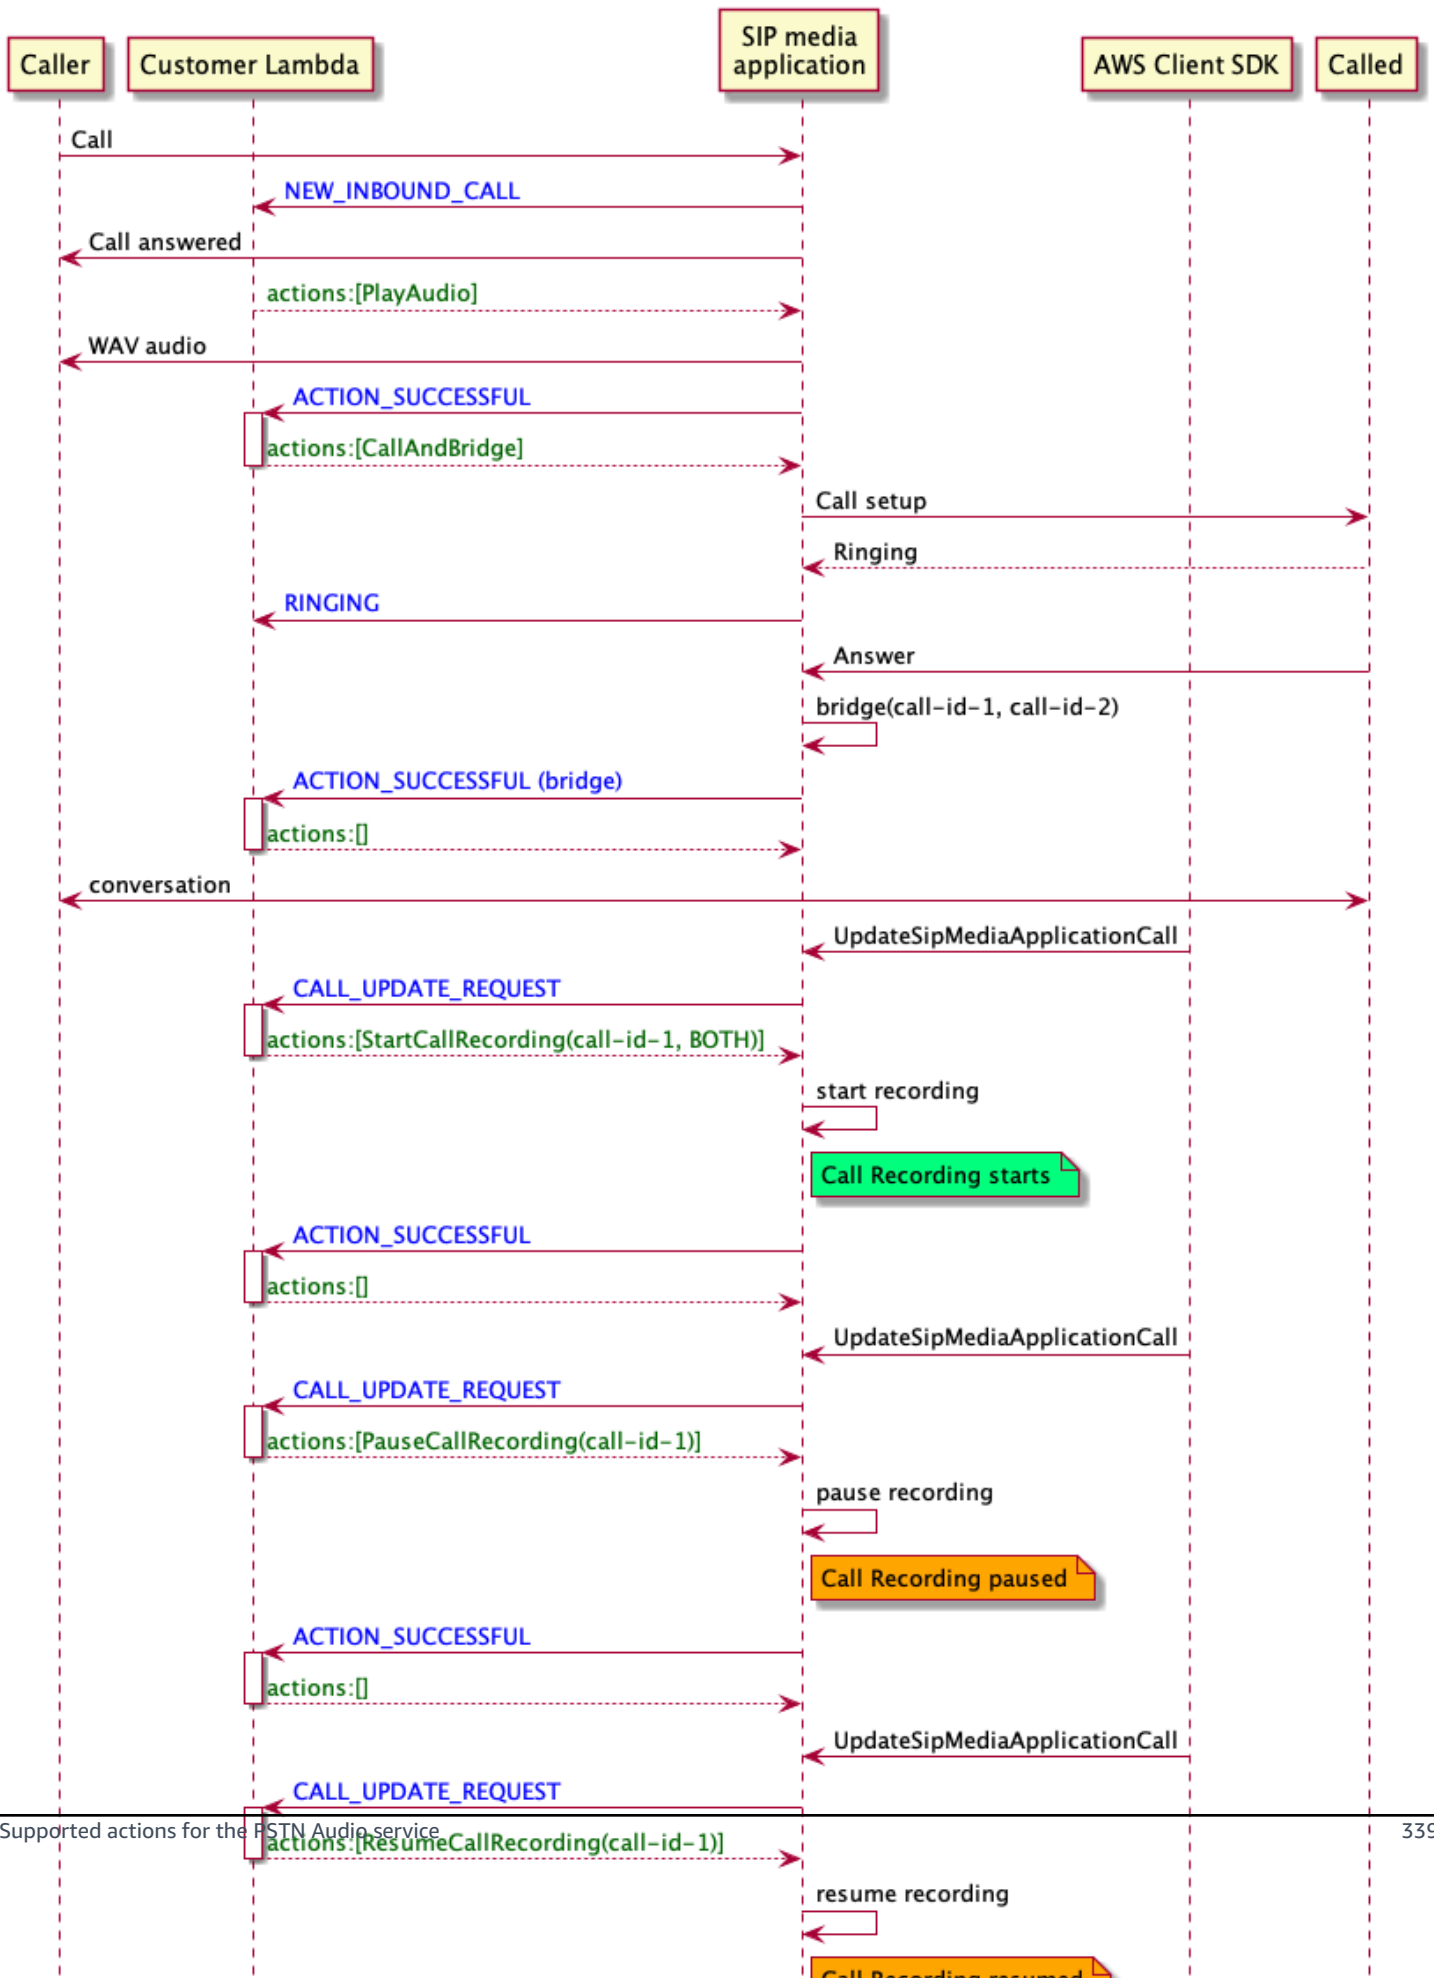 Caller
Customer Lambda
SIP media
application
AWS Client SDK
Called
Call
NEW_INBOUND_CALL
Call answered
actions:[PlayAudio]
WAV audio
ACTION_SUCCESSFUL
actions:[CallAndBridge]
Call setup
Ringing
RINGING
Answer
bridge(call-id-1, call-id-2)
ACTION_SUCCESSFUL (bridge)
actions:[]
conversation
UpdateSipMediaApplicationCall
CALL_UPDATE_REQUEST
actions:[StartCallRecording(call-id-1, BOTH)]
start recording
Call Recording starts
ACTION_SUCCESSFUL
actions:[]
UpdateSipMediaApplicationCall
CALL_UPDATE_REQUEST
actions:[PauseCallRecording(call-id-1)]
pause recording
Call Recording paused
ACTION_SUCCESSFUL
actions:[]
UpdateSipMediaApplicationCall
CALL_UPDATE_REQUEST
Supported actions for the PSTN Audio service
339
actions:[ResumeCallRecording(call-id-1)]
resume recording
Call Recording resumed